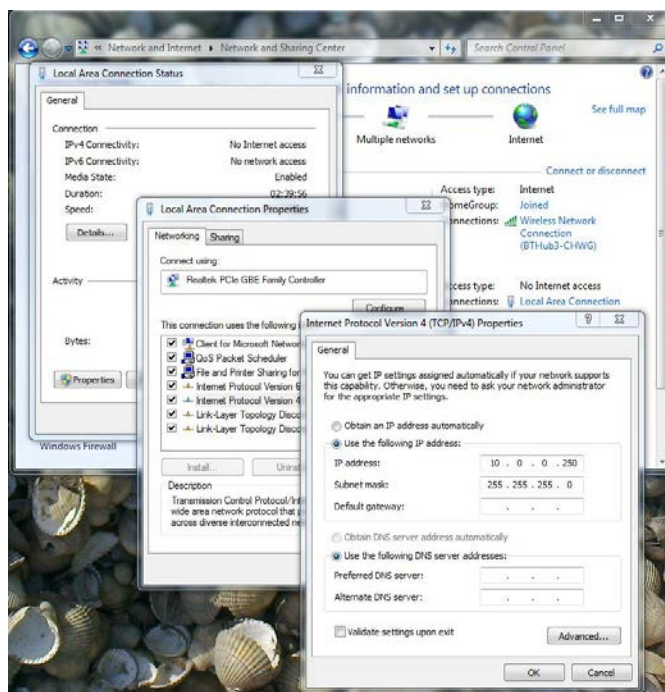 « Network and Internet ▸ Network and Sharing Center
Search Control Panel
Local Area Connection Status
General
Connection
IPv4 Connectivity: No Internet access
IPv6 Connectivity: No network access
Media State: Enabled
Duration: 02:39:56
Speed:
Details...
Activity
Bytes:
Properties
Windows Firewall
information and set up connections
See full map
Multiple networks
Internet
Connect or disconnect
Access type: Internet
HomeGroup: Joined
Connections: Wireless Network
Connection
(BTHub3-CHWG)
Access type: No Internet access
Connections: Local Area Connection
Local Area Connection Properties
Networking Sharing
Connect using:
Realtek PCIe GBE Family Controller
Configure
This connection uses the following i
Client for Microsoft Networ
QoS Packet Scheduler
File and Printer Sharing for
Internet Protocol Version 6
Internet Protocol Version 4
Link-Layer Topology Disco
Link-Layer Topology Disco
Install...
Uninst
Description
Transmission Control Protocol/Int
wide area network protocol that p
across diverse interconnected ne
Internet Protocol Version 4 (TCP/IPv4) Properties
General
You can get IP settings assigned automatically if your network supports
this capability. Otherwise, you need to ask your network administrator
for the appropriate IP settings.
Obtain an IP address automatically
Use the following IP address:
IP address: 10 . 0 . 0 . 250
Subnet mask: 255 . 255 . 255 . 0
Default gateway: . . .
Obtain DNS server address automatically
Use the following DNS server addresses:
Preferred DNS server: . . .
Alternate DNS server: . . .
Validate settings upon exit
Advanced...
OK Cancel